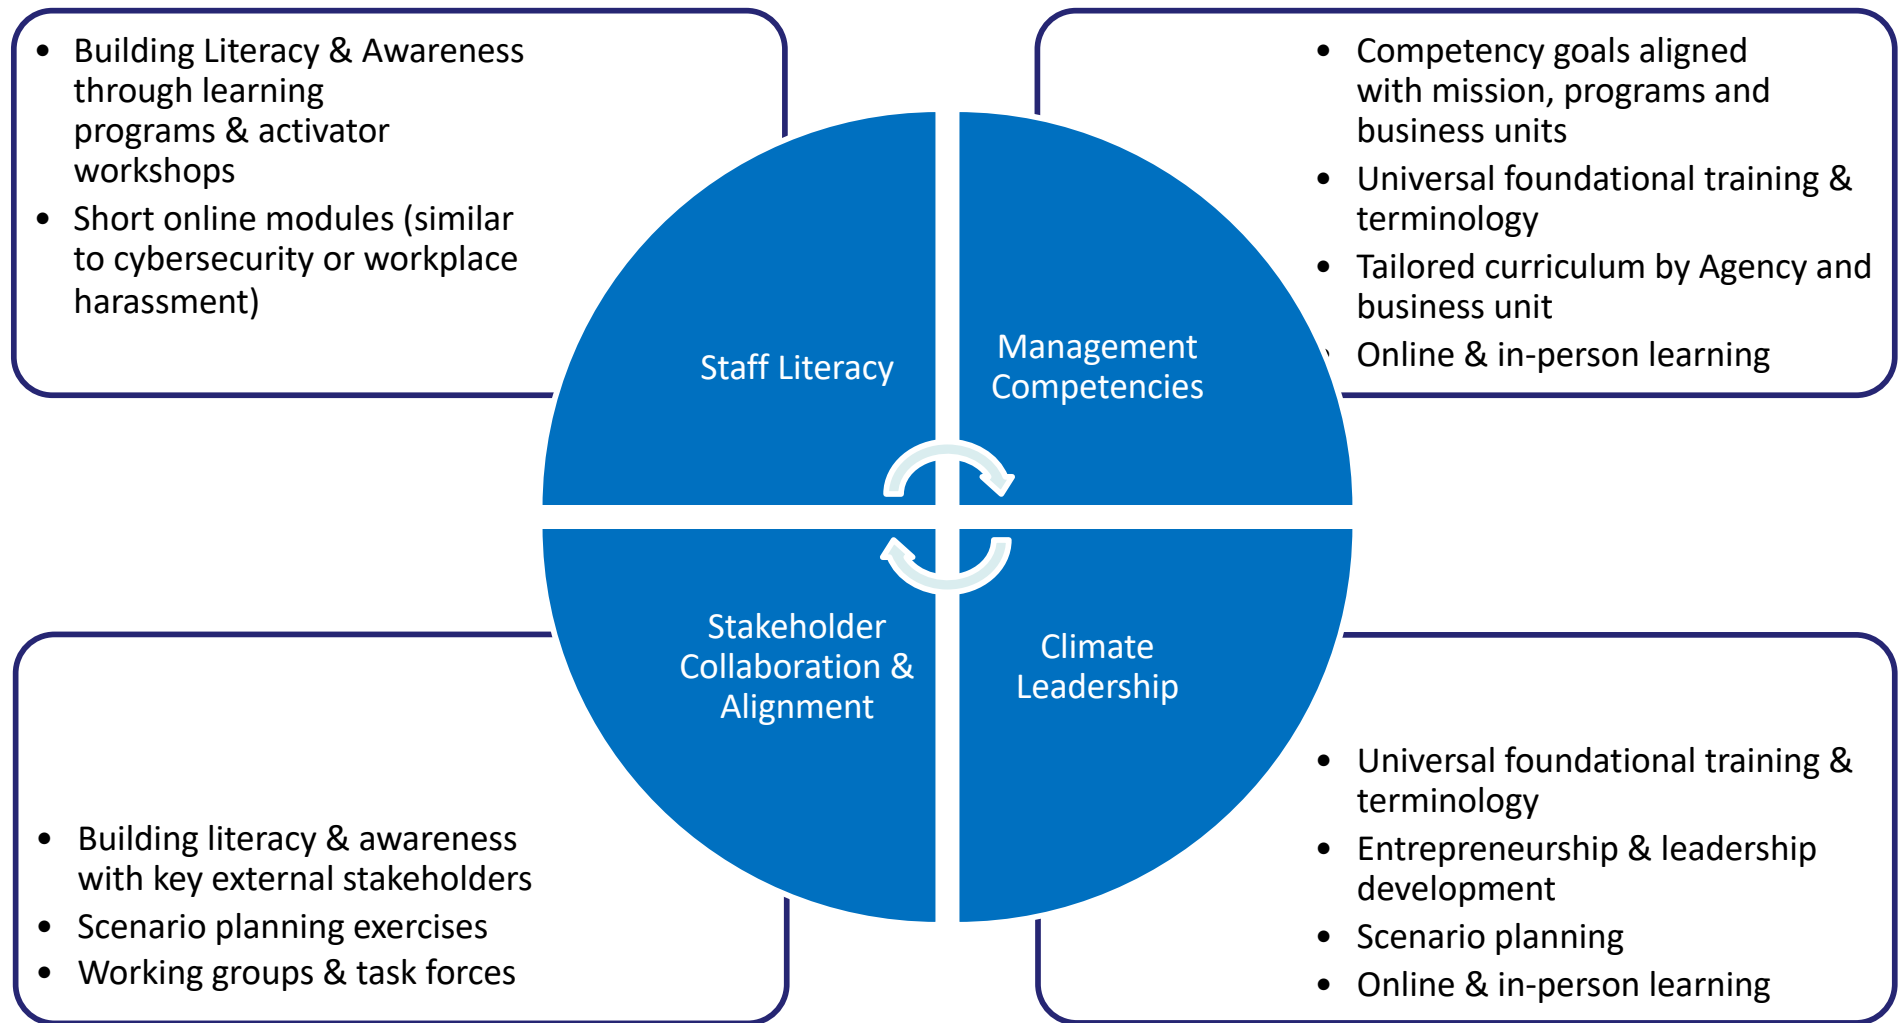 • Building Literacy & Awareness
through learning
programs & activator
workshops
• Short online modules (similar
to cybersecurity or workplace
harassment)
• Competency goals aligned
with mission, programs and
business units
• Universal foundational training &
terminology
• Tailored curriculum by Agency and
business unit
• Online & in-person learning
Staff Literacy
Management
Competencies
Stakeholder
Collaboration &
Alignment
Climate
Leadership
• Building literacy & awareness
with key external stakeholders
• Scenario planning exercises
• Working groups & task forces
• Universal foundational training &
terminology
• Entrepreneurship & leadership
development
• Scenario planning
• Online & in-person learning